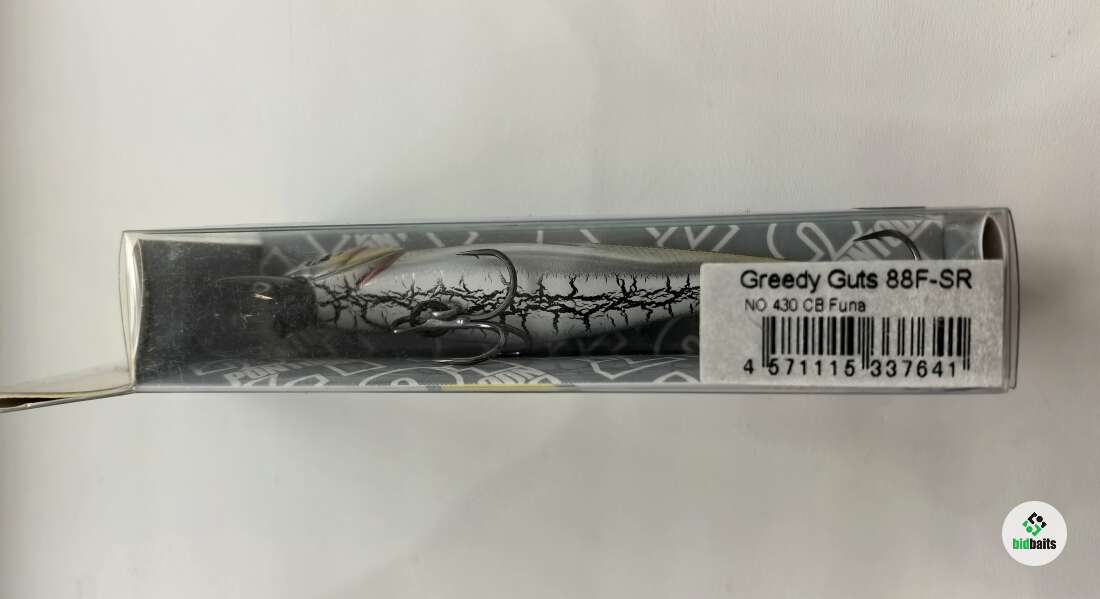 Greedy Guts 88F-SR
NO 430 CB Funa
4 571115 337641
bidbaits